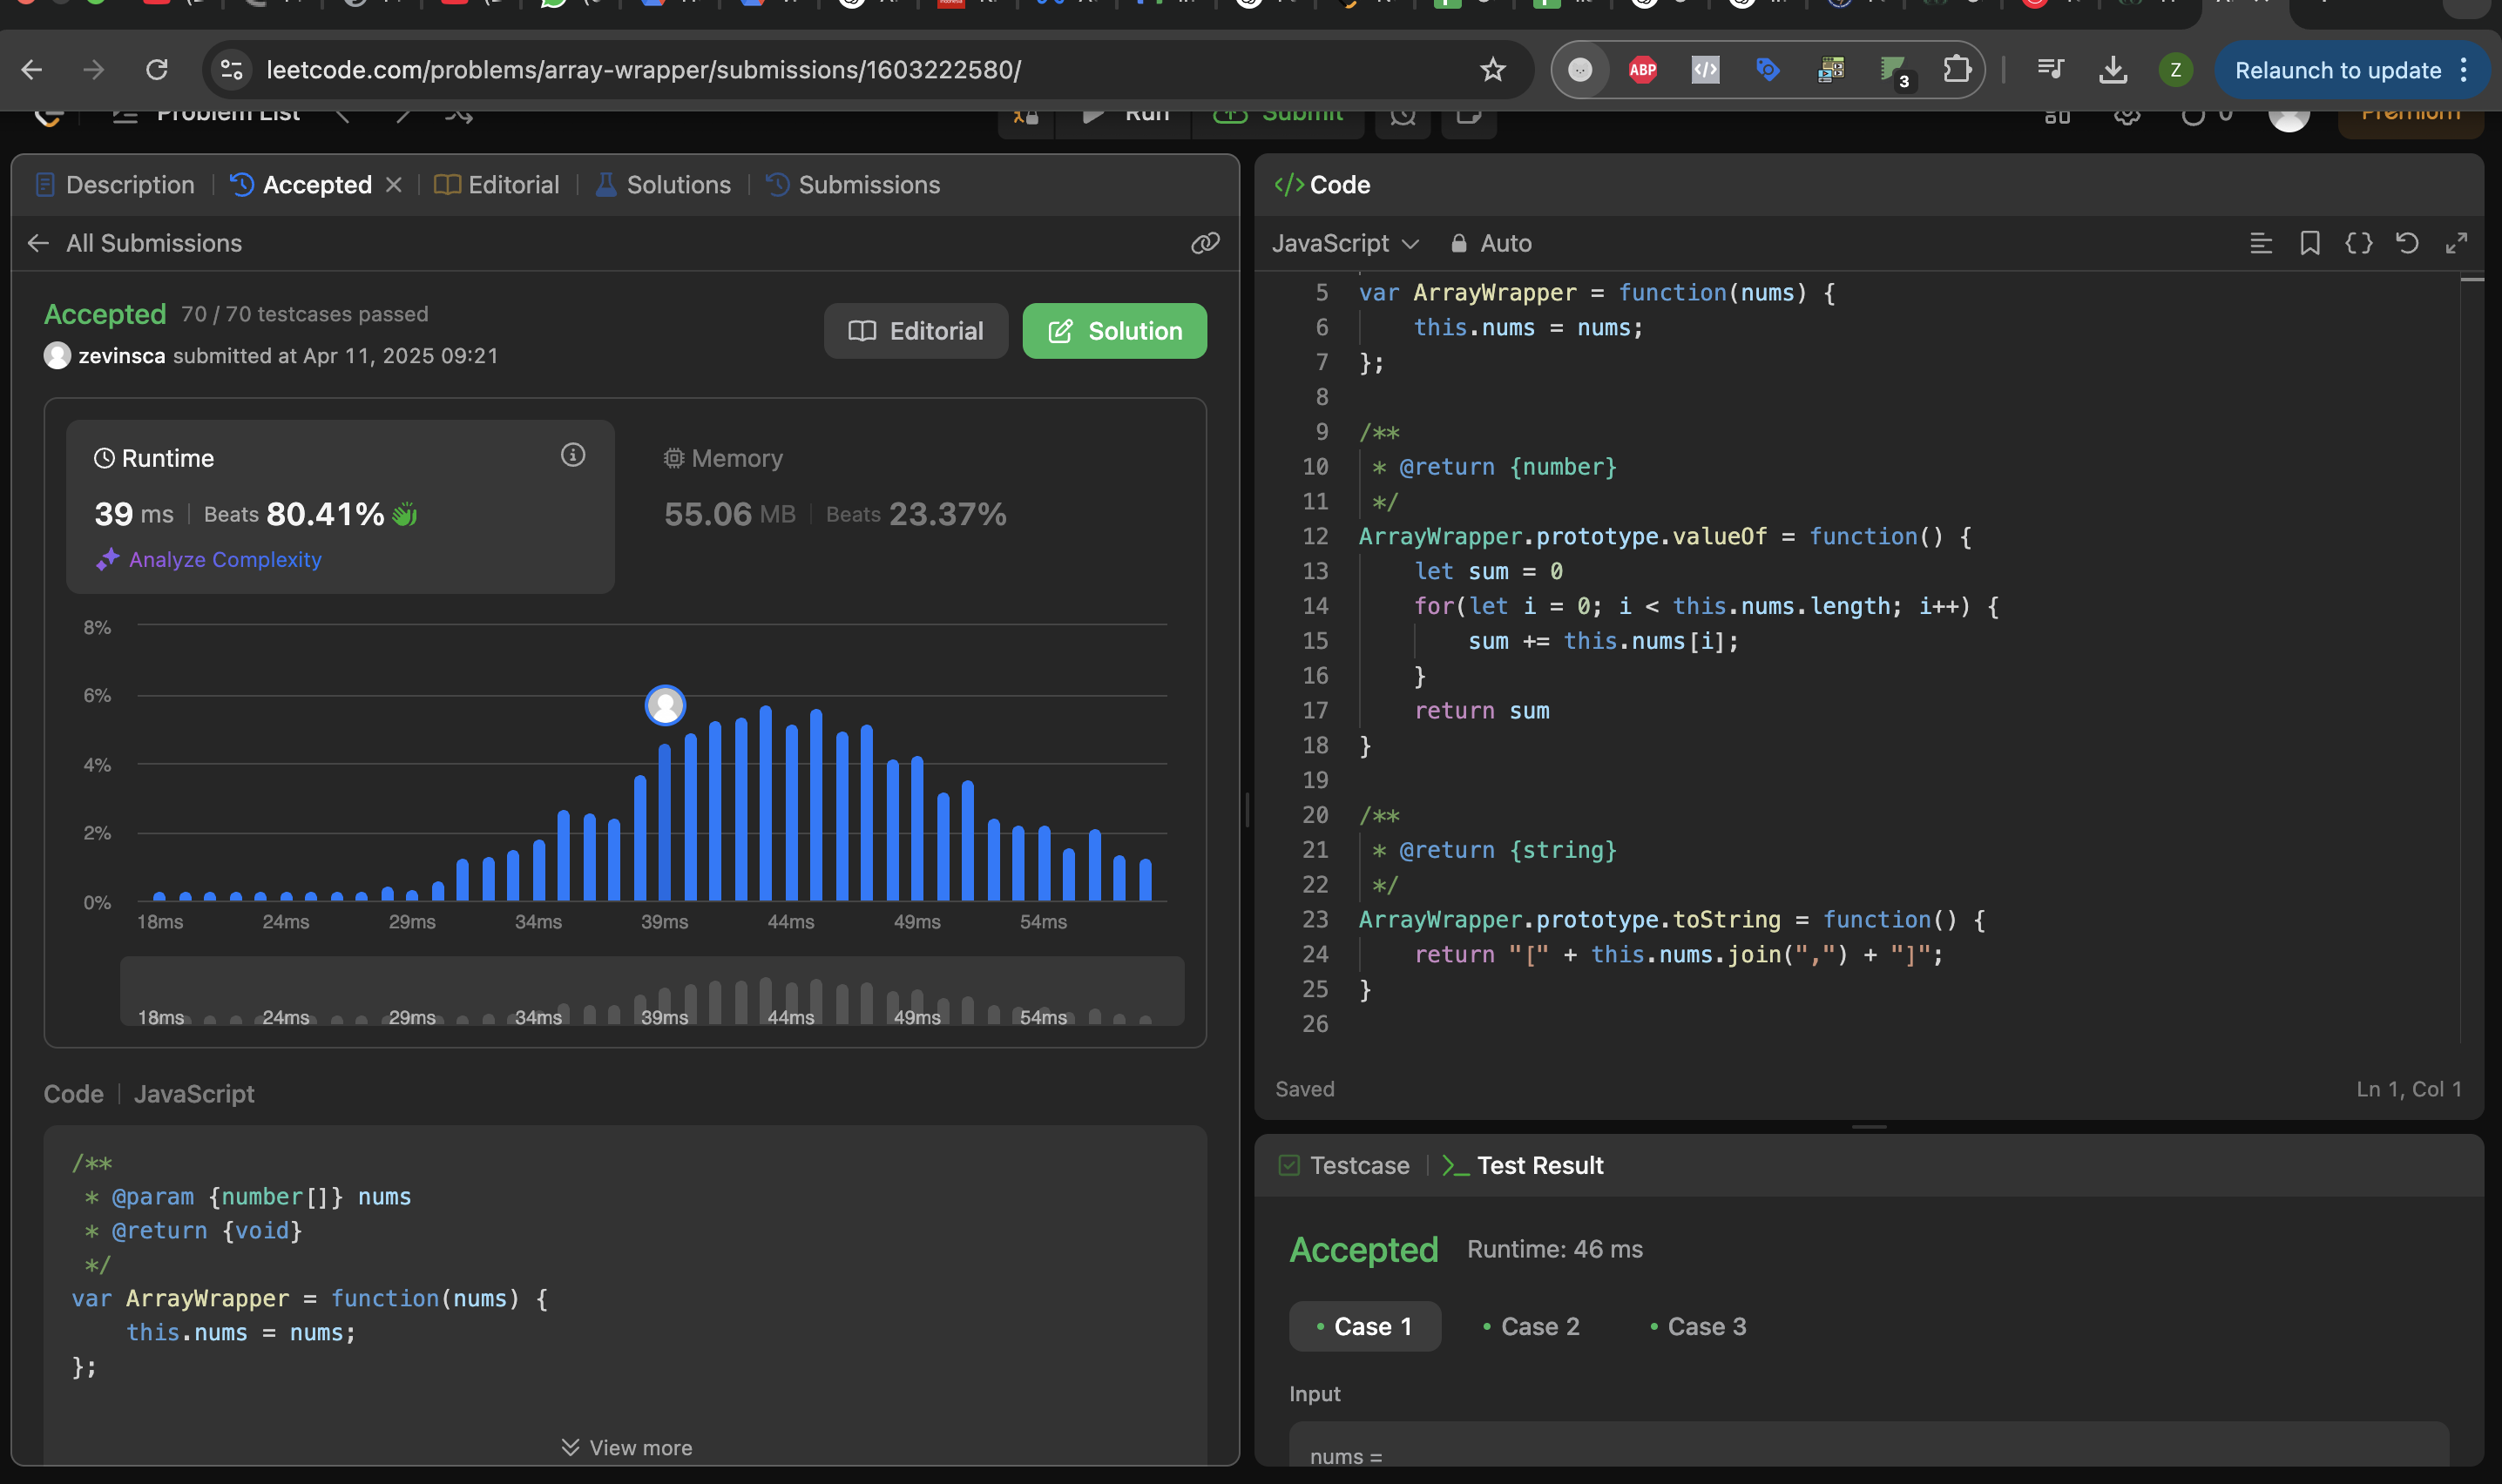 leetcode.com/problems/array-wrapper/submissions/1603222580/
ABP
3
Z
Relaunch to update
Problem List
Run
Submit
0
Premium
Description
Accepted
Editorial
Solutions
Submissions
All Submissions
Accepted 70 / 70 testcases passed
zevinsca submitted at Apr 11, 2025 09:21
Editorial
Solution
Runtime
39 ms | Beats 80.41%
Analyze Complexity
Memory
55.06 MB | Beats 23.37%
8%
6%
4%
2%
0%
18ms 24ms 29ms 34ms 39ms 44ms 49ms 54ms
18ms 24ms 29ms 34ms 39ms 44ms 49ms 54ms
Code | JavaScript
/**
 * @param {number[]} nums
 * @return {void}
 */
var ArrayWrapper = function(nums) {
    this.nums = nums;
};
View more
</> Code
JavaScript
Auto
5 var ArrayWrapper = function(nums) {
6     this.nums = nums;
7 };
8
9 /**
10  * @return {number}
11  */
12 ArrayWrapper.prototype.valueOf = function() {
13     let sum = 0
14     for(let i = 0; i < this.nums.length; i++) {
15         sum += this.nums[i];
16     }
17     return sum
18 }
19
20 /**
21  * @return {string}
22  */
23 ArrayWrapper.prototype.toString = function() {
24     return "[" + this.nums.join(",") + "]";
25 }
26
Saved
Ln 1, Col 1
Testcase
Test Result
Accepted Runtime: 46 ms
Case 1
Case 2
Case 3
Input
nums =